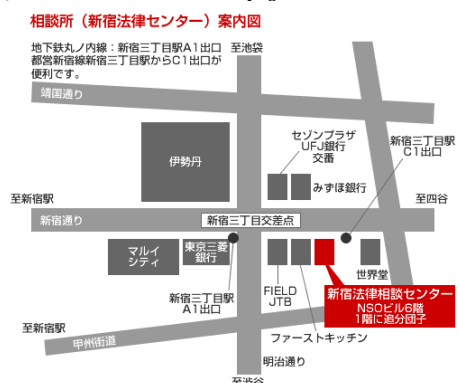 相談所（新宿法律センター）案内図
地下鉄丸ノ内線：新宿三丁目駅A1出口
都営新宿線新宿三丁目駅からC1出口が
便利です。
至池袋
靖国通り
セゾンプラザ
UFJ銀行
交番
新宿三丁目駅
C1出口
伊勢丹
みずほ銀行
至新宿駅
至四谷
新宿通り
新宿三丁目交差点
マルイ
シティ
東京三菱
銀行
世界堂
新宿三丁目駅
A1出口
FIELD
JTB
新宿法律相談センター
NSOビル6階
1階に追分団子
至新宿駅
甲州街道
ファーストキッチン
明治通り
至渋谷